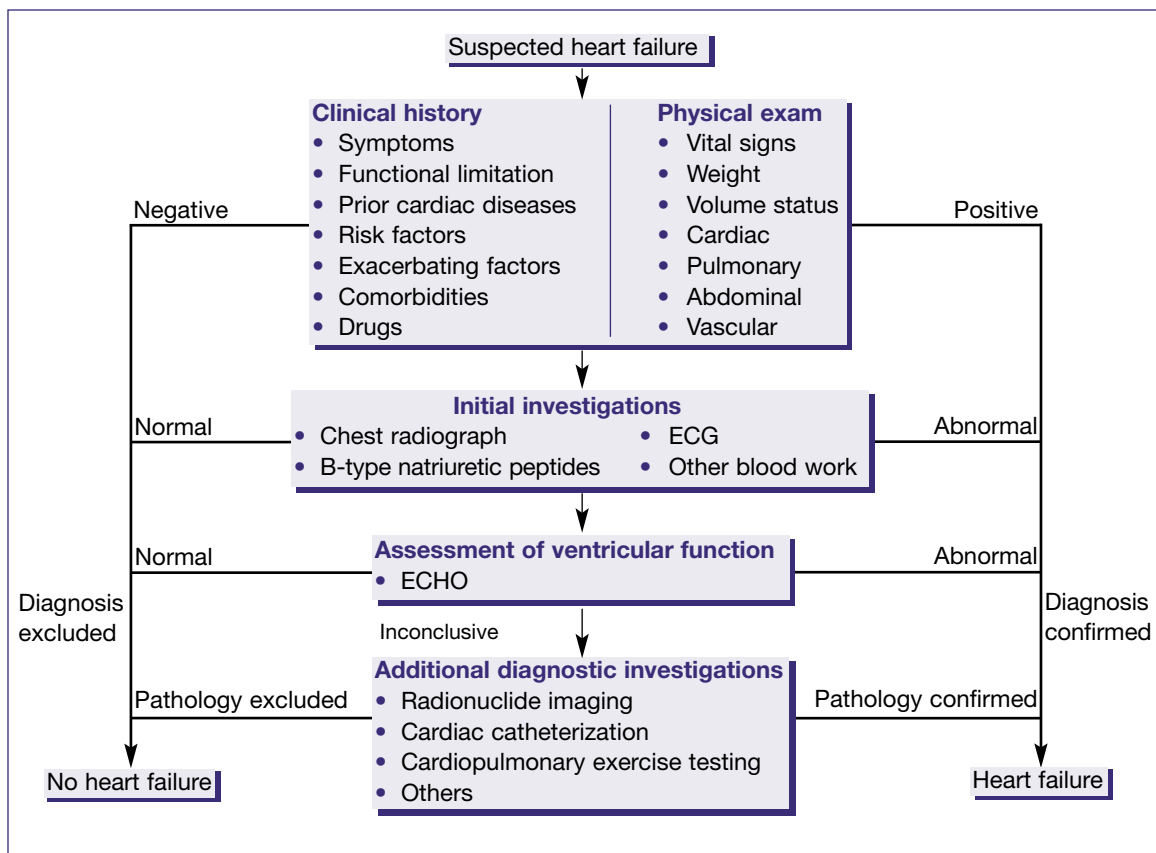 Suspected heart failure
Clinical history
• Symptoms
• Functional limitation
• Prior cardiac diseases
• Risk factors
• Exacerbating factors
• Comorbidities
• Drugs
Physical exam
• Vital signs
• Weight
• Volume status
• Cardiac
• Pulmonary
• Abdominal
• Vascular
Negative
Positive
Initial investigations
• Chest radiograph
• B-type natriuretic peptides
• ECG
• Other blood work
Normal
Abnormal
Assessment of ventricular function
• ECHO
Normal
Abnormal
Diagnosis
excluded
Inconclusive
Diagnosis
confirmed
Additional diagnostic investigations
• Radionuclide imaging
• Cardiac catheterization
• Cardiopulmonary exercise testing
• Others
Pathology excluded
Pathology confirmed
No heart failure
Heart failure